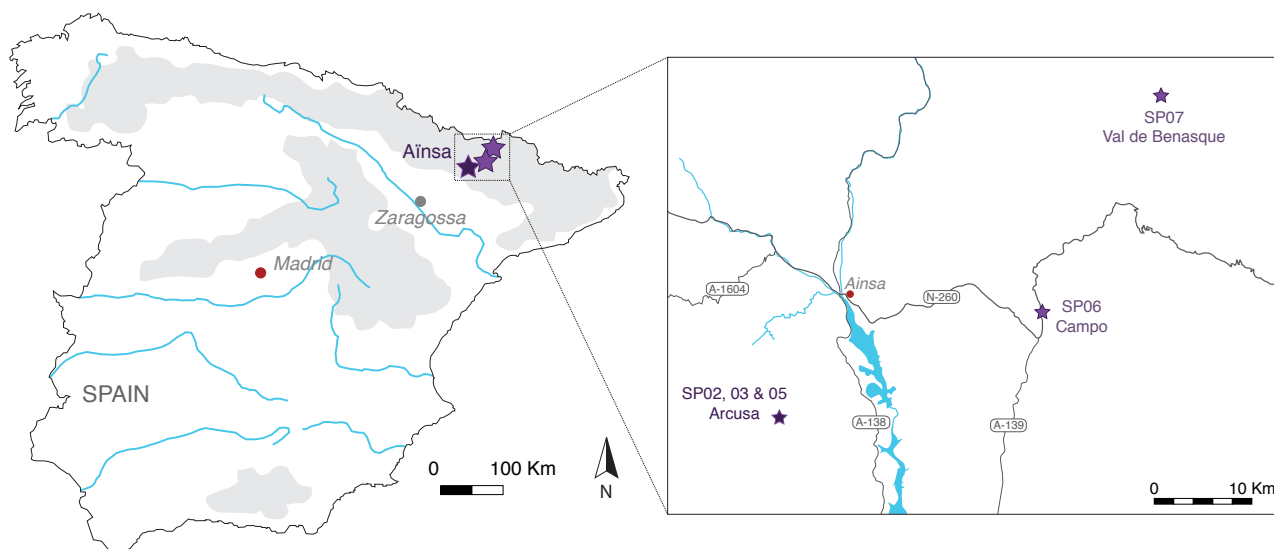 Aïnsa
Zaragossa
Madrid
SPAIN
0 100 Km
N
SP07
Val de Benasque
A-1604
Ainsa
N-260
SP06
Campo
SP02, 03 & 05
Arcusa
A-138
A-139
0 10 Km